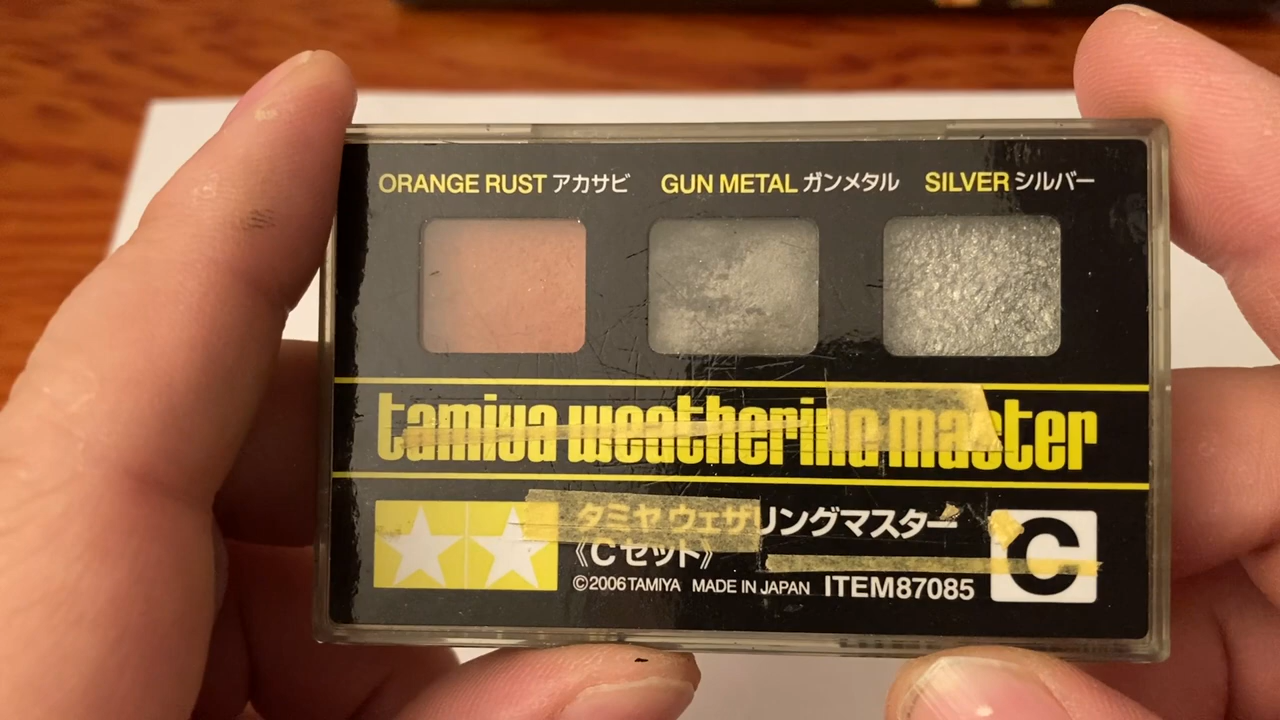 ORANGE RUST アカサビ GUN METAL ガンメタル SILVER シルバー
tamiya weathering master
タミヤ ウェザリングマスター
《Cセット》 C
©2006 TAMIYA MADE IN JAPAN ITEM87085